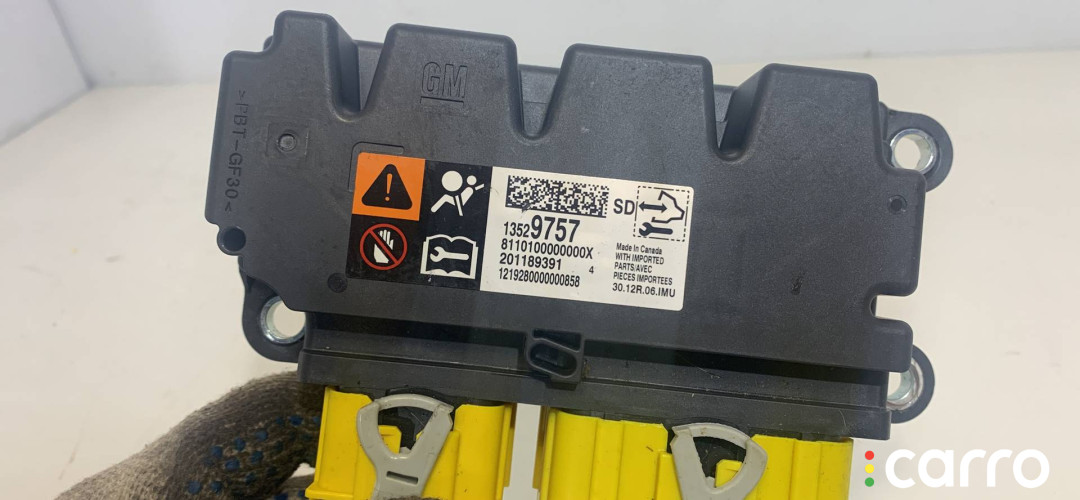 GM
>PBT-GF30<
SD
13529757
8110100000000X
201189391 4
1219280000000858
Made In Canada
WITH IMPORTED
PARTS/AVEC
PIECES IMPORTEES
30.12R.06.IMU
carro